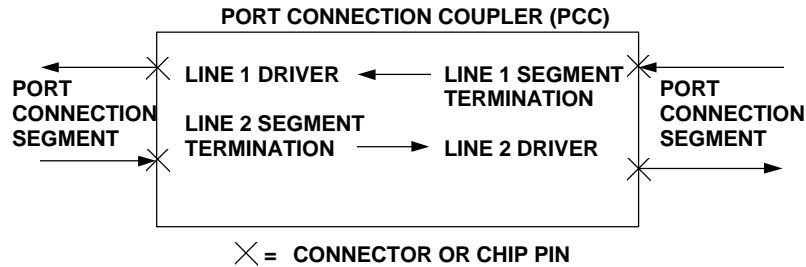 PORT CONNECTION COUPLER (PCC)
PORT
CONNECTION
SEGMENT
LINE 1 DRIVER
LINE 1 SEGMENT
TERMINATION
LINE 2 SEGMENT
TERMINATION
LINE 2 DRIVER
PORT
CONNECTION
SEGMENT
= CONNECTOR OR CHIP PIN